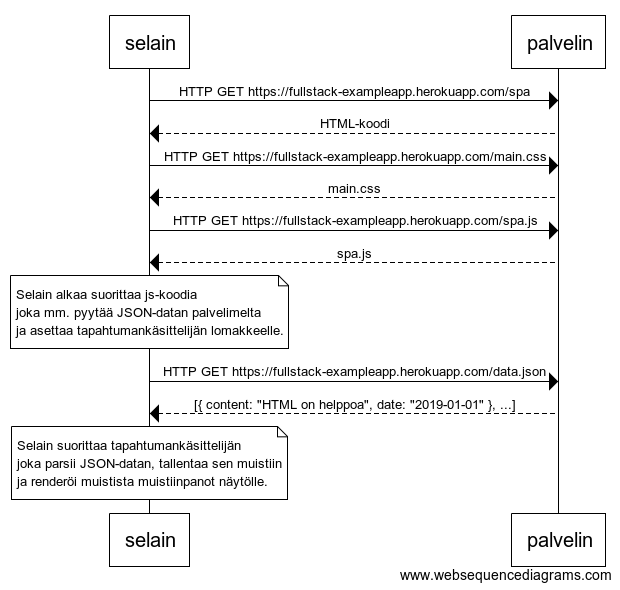 selain palvelin
HTTP GET https://fullstack-exampleapp.herokuapp.com/spa
HTML-koodi
HTTP GET https://fullstack-exampleapp.herokuapp.com/main.css
main.css
HTTP GET https://fullstack-exampleapp.herokuapp.com/spa.js
spa.js
Selain alkaa suorittaa js-koodia
joka mm. pyytää JSON-datan palvelimelta
ja asettaa tapahtumankäsittelijän lomakkeelle.
HTTP GET https://fullstack-exampleapp.herokuapp.com/data.json
[{ content: "HTML on helppoa", date: "2019-01-01" }, ...]
Selain suorittaa tapahtumankäsittelijän
joka parsii JSON-datan, tallentaa sen muistiin
ja renderöi muistista muistiinpanot näytölle.
selain palvelin
www.websequencediagrams.com